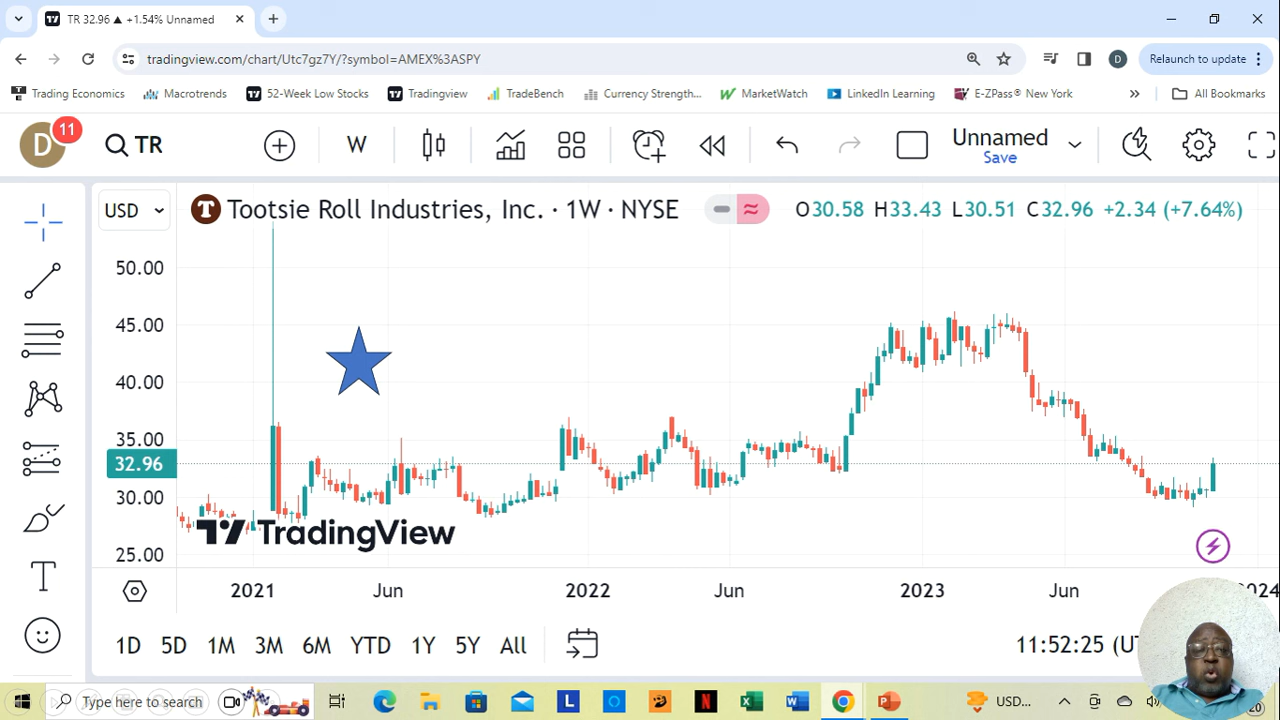 TR 32.96 ▲ +1.54% Unnamed
tradingview.com/chart/Utc7gz7Y/?symbol=AMEX%3ASPY
D
Relaunch to update
Trading Economics
Macrotrends
52-Week Low Stocks
Tradingview
TradeBench
Currency Strength...
MarketWatch
LinkedIn Learning
E-ZPass® New York
»
All Bookmarks
D
11
TR
W
Unnamed
Save
USD
T
Tootsie Roll Industries, Inc. · 1W · NYSE
O30.58 H33.43 L30.51 C32.96 +2.34 (+7.64%)
50.00
45.00
40.00
35.00
32.96
30.00
25.00
TradingView
2021
Jun
2022
Jun
2023
Jun
1D 5D 1M 3M 6M YTD 1Y 5Y All
11:52:25
Type here to search
USD...